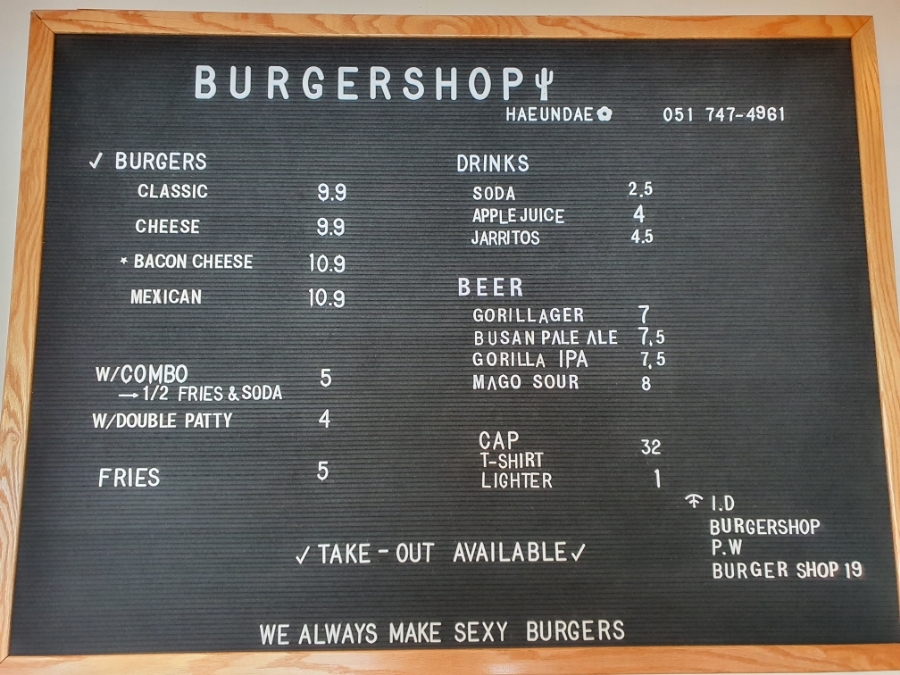 BURGERSHOP
HAEUNDAE 051 747-4961
✓ BURGERS
CLASSIC 9.9
CHEESE 9.9
* BACON CHEESE 10.9
MEXICAN 10.9
W/COMBO 5
→ 1/2 FRIES & SODA
W/DOUBLE PATTY 4
FRIES 5
DRINKS
SODA 2.5
APPLE JUICE 4
JARRITOS 4.5
BEER
GORILLAGER 7
BUSAN PALE ALE 7,5
GORILLA IPA 7,5
MAGO SOUR 8
CAP 32
T-SHIRT
LIGHTER 1
I.D
BURGERSHOP
P.W
BURGER SHOP 19
✓ TAKE-OUT AVAILABLE ✓
WE ALWAYS MAKE SEXY BURGERS